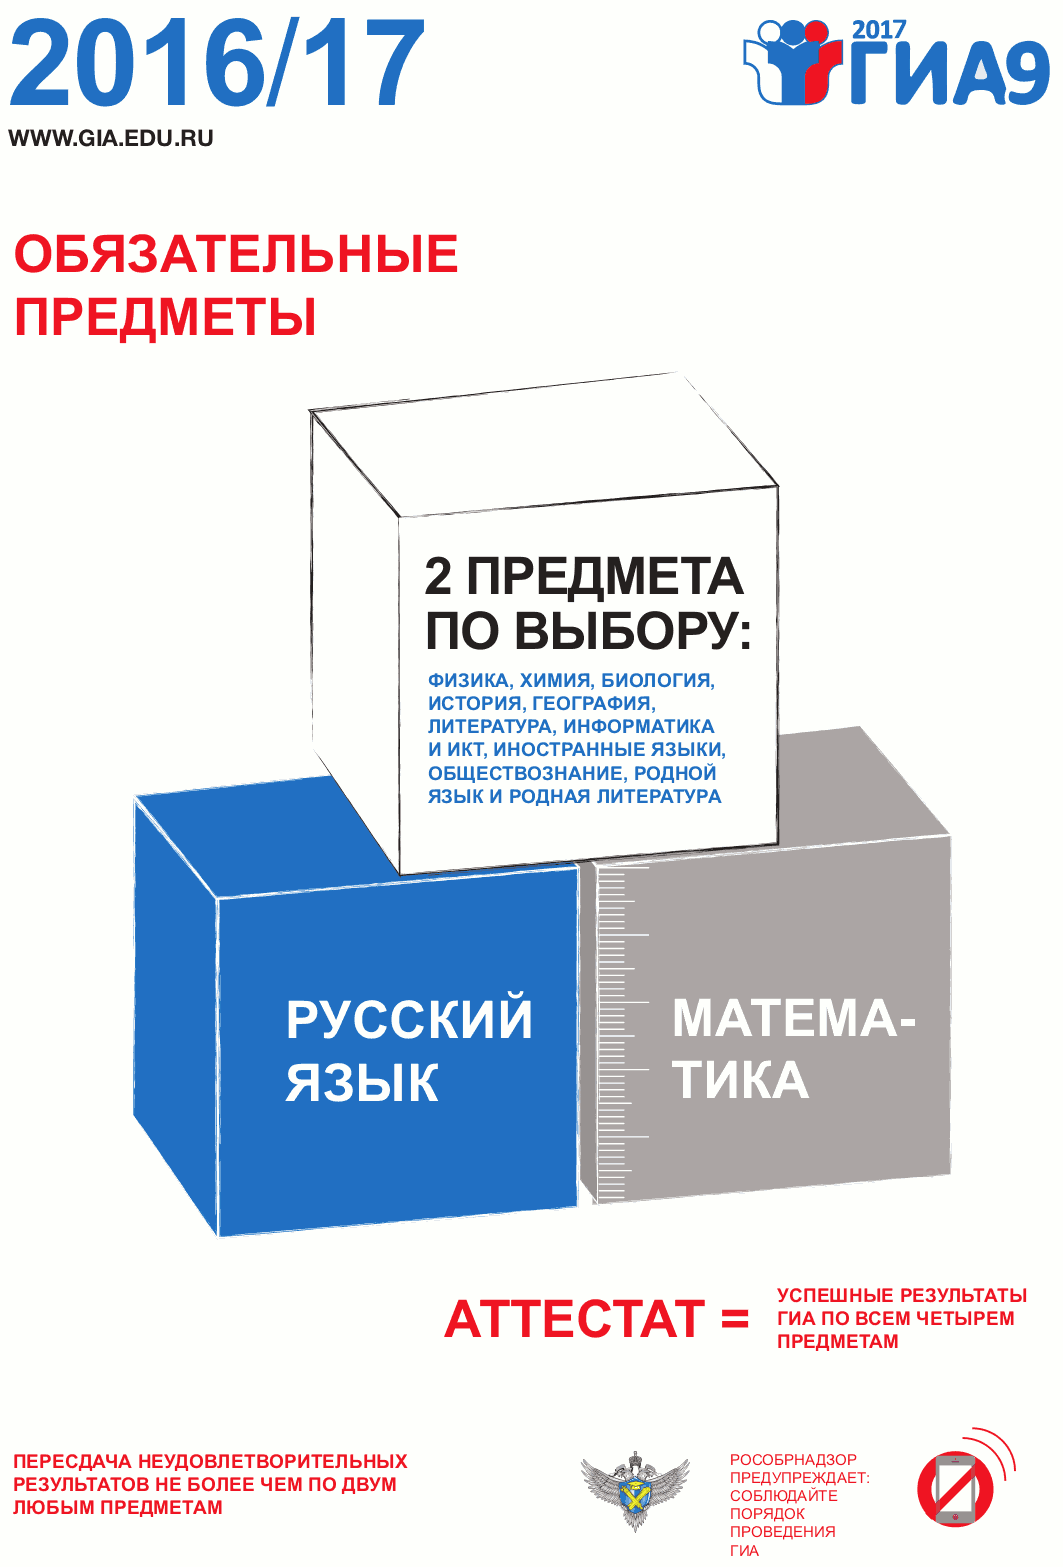 2016/17
2017
ГИА9
WWW.GIA.EDU.RU
ОБЯЗАТЕЛЬНЫЕ
ПРЕДМЕТЫ
2 ПРЕДМЕТА
ПО ВЫБОРУ:
ФИЗИКА, ХИМИЯ, БИОЛОГИЯ,
ИСТОРИЯ, ГЕОГРАФИЯ,
ЛИТЕРАТУРА, ИНФОРМАТИКА
И ИКТ, ИНОСТРАННЫЕ ЯЗЫКИ,
ОБЩЕСТВОЗНАНИЕ, РОДНОЙ
ЯЗЫК И РОДНАЯ ЛИТЕРАТУРА
РУССКИЙ
ЯЗЫК
МАТЕМА-
ТИКА
АТТЕСТАТ =
УСПЕШНЫЕ РЕЗУЛЬТАТЫ
ГИА ПО ВСЕМ ЧЕТЫРЕМ
ПРЕДМЕТАМ
ПЕРЕСДАЧА НЕУДОВЛЕТВОРИТЕЛЬНЫХ
РЕЗУЛЬТАТОВ НЕ БОЛЕЕ ЧЕМ ПО ДВУМ
ЛЮБЫМ ПРЕДМЕТАМ
РОСОБРНАДЗОР
ПРЕДУПРЕЖДАЕТ:
СОБЛЮДАЙТЕ
ПОРЯДОК
ПРОВЕДЕНИЯ
ГИА